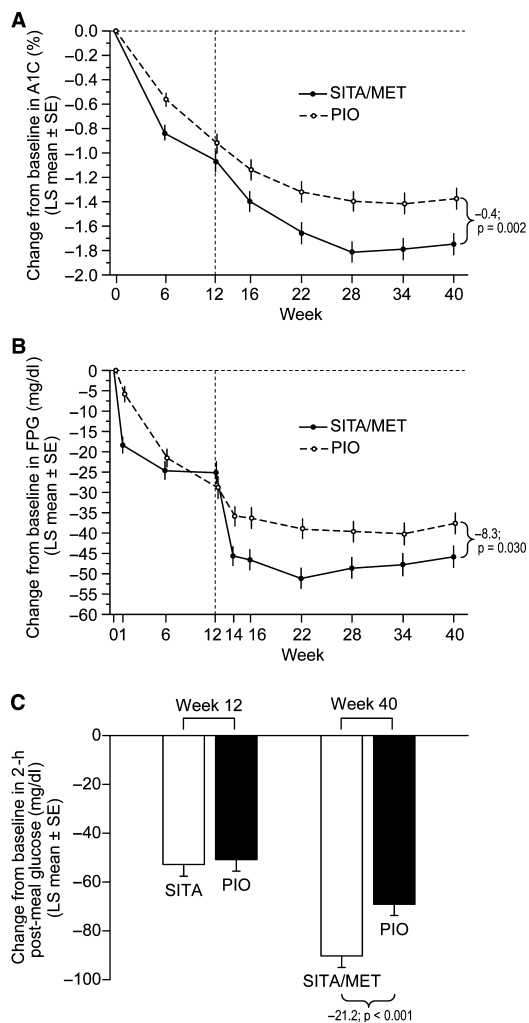 A
Change from baseline in A1C (%)
(LS mean ± SE)
0.0
–0.2
–0.4
–0.6
–0.8
–1.0
–1.2
–1.4
–1.6
–1.8
–2.0
SITA/MET
PIO
–0.4;
p = 0.002
0 6 12 16 22 28 34 40
Week
B
Change from baseline in FPG (mg/dl)
(LS mean ± SE)
0
–5
–10
–15
–20
–25
–30
–35
–40
–45
–50
–55
–60
SITA/MET
PIO
–8.3;
p = 0.030
01 6 12 14 16 22 28 34 40
Week
C
Week 12 Week 40
Change from baseline in 2-h
post-meal glucose (mg/dl)
(LS mean ± SE)
0
–20
–40
–60
–80
–100
SITA PIO
PIO
SITA/MET
–21.2; p < 0.001